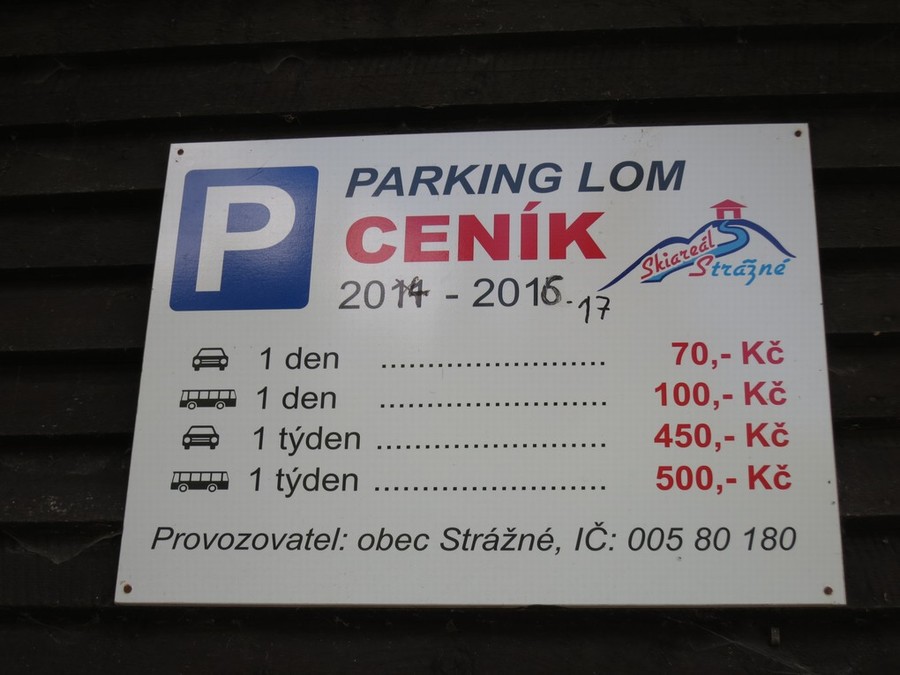 P
PARKING LOM
CENÍK
Skiareál
Strážné
2014 - 2016-17
1 den ........................... 70,- Kč
1 den ........................... 100,- Kč
1 týden ........................... 450,- Kč
1 týden ........................... 500,- Kč
Provozovatel: obec Strážné, IČ: 005 80 180